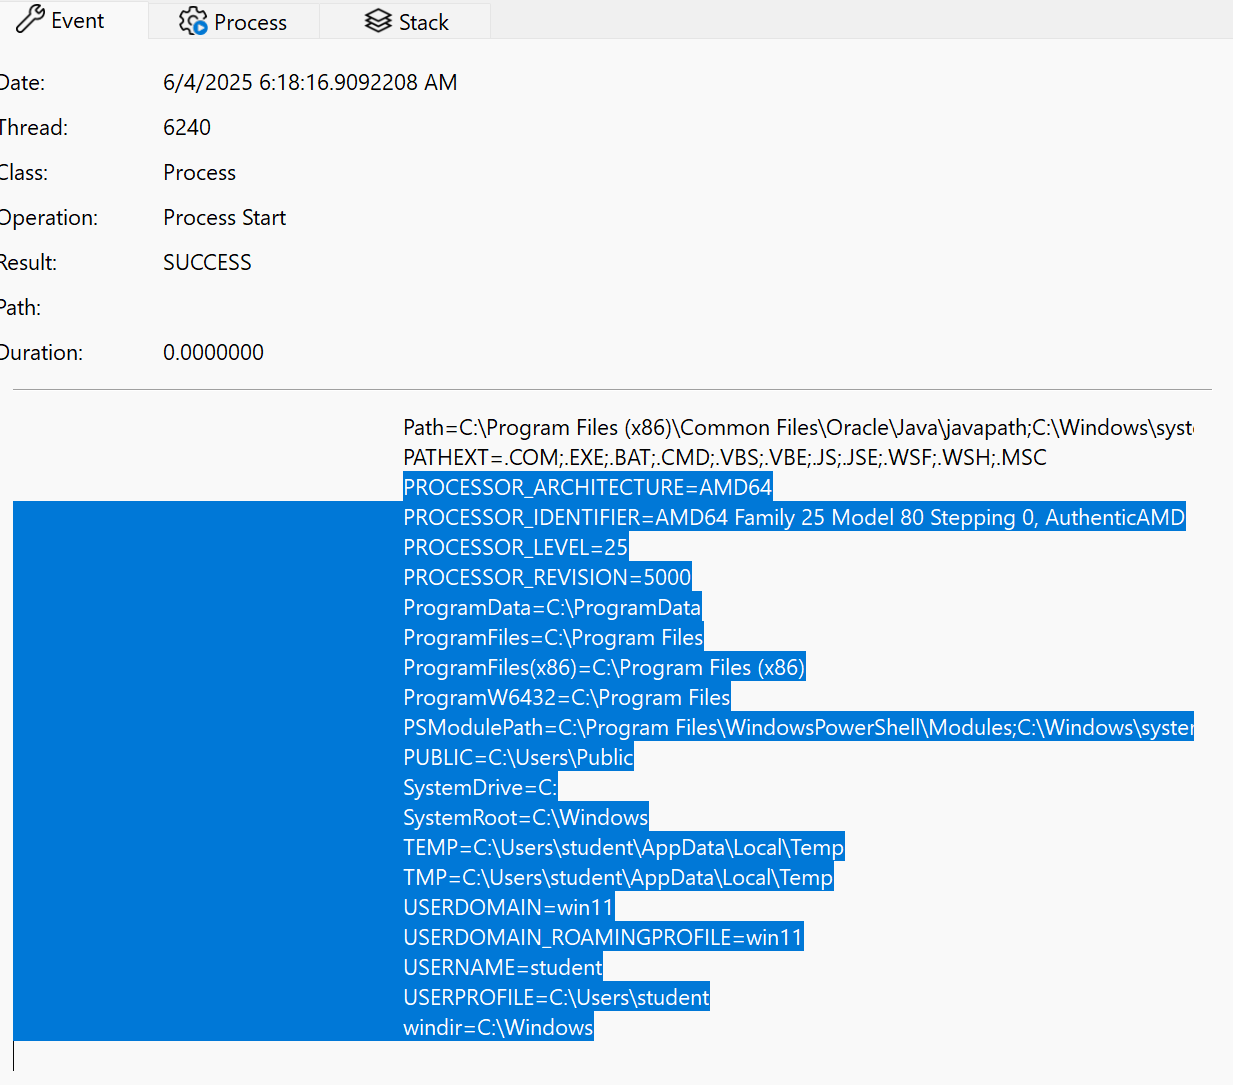 Event Process Stack
Date: 6/4/2025 6:18:16.9092208 AM
Thread: 6240
Class: Process
Operation: Process Start
Result: SUCCESS
Path:
Duration: 0.0000000
Path=C:\Program Files (x86)\Common Files\Oracle\Java\javapath;C:\Windows\syst
PATHEXT=.COM;.EXE;.BAT;.CMD;.VBS;.VBE;.JS;.JSE;.WSF;.WSH;.MSC
PROCESSOR_ARCHITECTURE=AMD64
PROCESSOR_IDENTIFIER=AMD64 Family 25 Model 80 Stepping 0, AuthenticAMD
PROCESSOR_LEVEL=25
PROCESSOR_REVISION=5000
ProgramData=C:\ProgramData
ProgramFiles=C:\Program Files
ProgramFiles(x86)=C:\Program Files (x86)
ProgramW6432=C:\Program Files
PSModulePath=C:\Program Files\WindowsPowerShell\Modules;C:\Windows\syster
PUBLIC=C:\Users\Public
SystemDrive=C:
SystemRoot=C:\Windows
TEMP=C:\Users\student\AppData\Local\Temp
TMP=C:\Users\student\AppData\Local\Temp
USERDOMAIN=win11
USERDOMAIN_ROAMINGPROFILE=win11
USERNAME=student
USERPROFILE=C:\Users\student
windir=C:\Windows